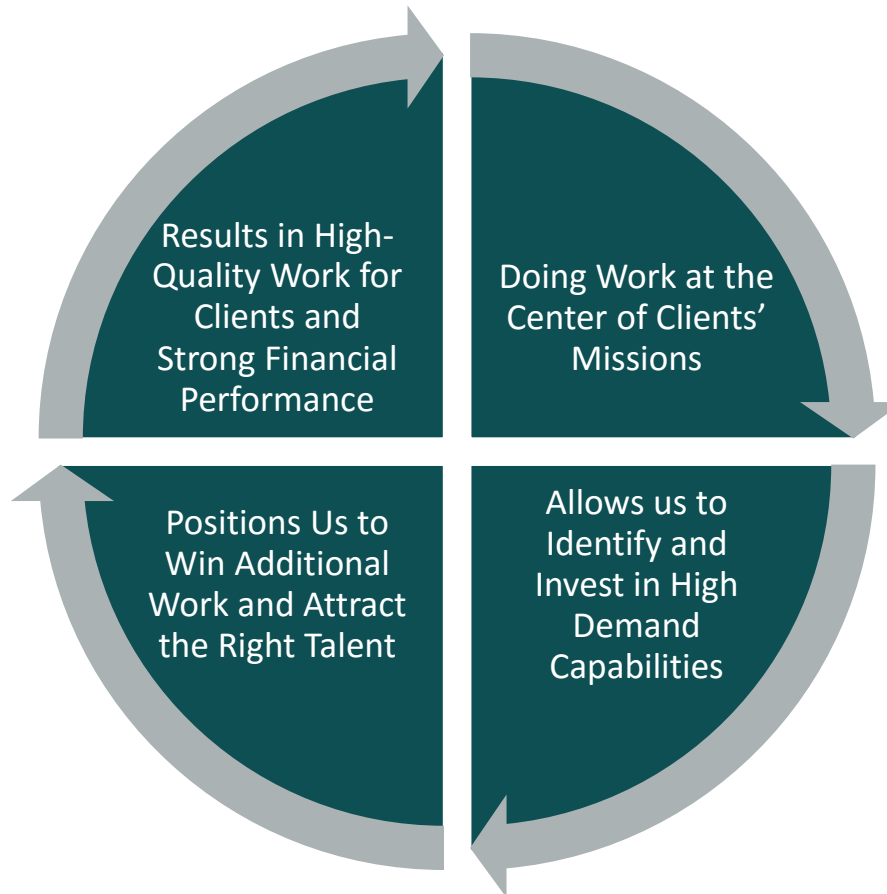 Results in High-
Quality Work for
Clients and
Strong Financial
Performance
Doing Work at the
Center of Clients’
Missions
Positions Us to
Win Additional
Work and Attract
the Right Talent
Allows us to
Identify and
Invest in High
Demand
Capabilities